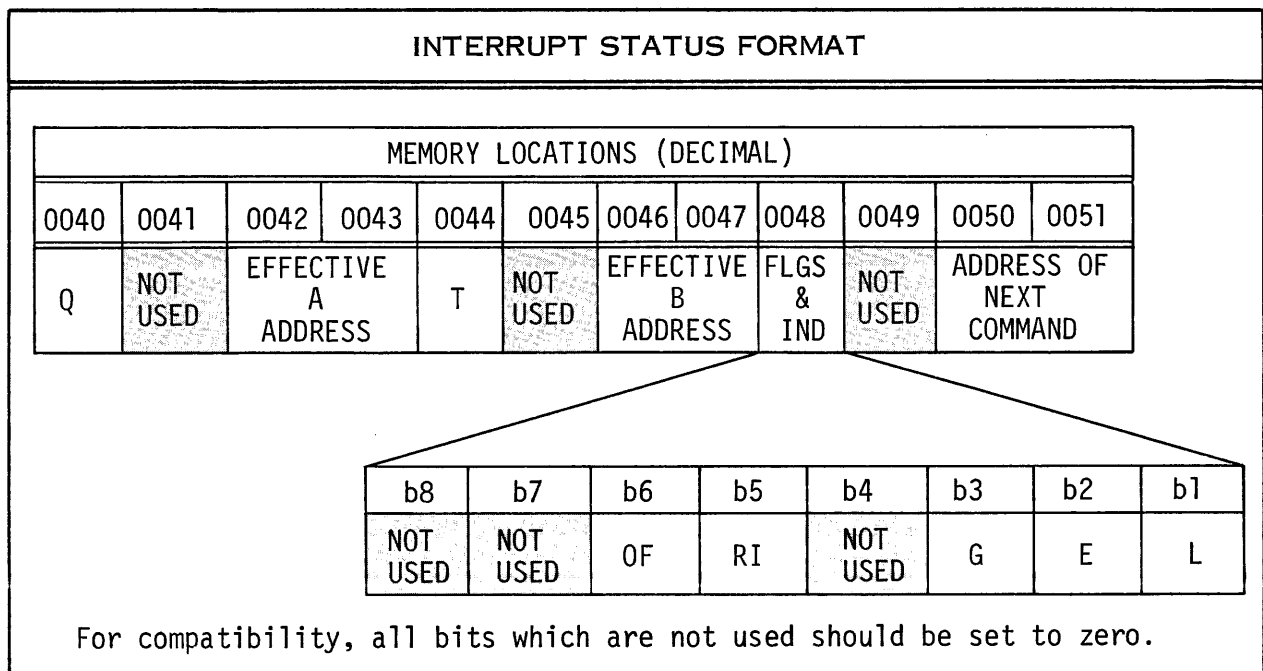 INTERRUPT STATUS FORMAT
MEMORY LOCATIONS (DECIMAL)
0040 0041 0042 0043 0044 0045 0046 0047 0048 0049 0050 0051
Q
NOT
USED
EFFECTIVE
A
ADDRESS
T
NOT
USED
EFFECTIVE
B
ADDRESS
FLGS
&
IND
NOT
USED
ADDRESS OF
NEXT
COMMAND
b8 b7 b6 b5 b4 b3 b2 b1
NOT
USED
NOT
USED
OF
RI
NOT
USED
G
E
L
For compatibility, all bits which are not used should be set to zero.